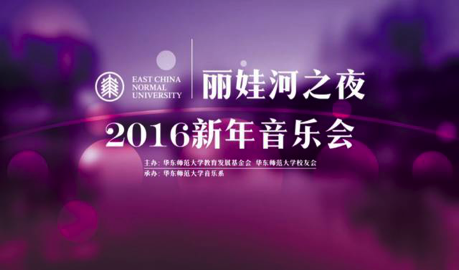 EAST CHINA
NORMAL
UNIVERSITY
丽娃河之夜
2016新年音乐会
主办：华东师范大学教育发展基金会 华东师范大学校友会
承办：华东师范大学音乐系